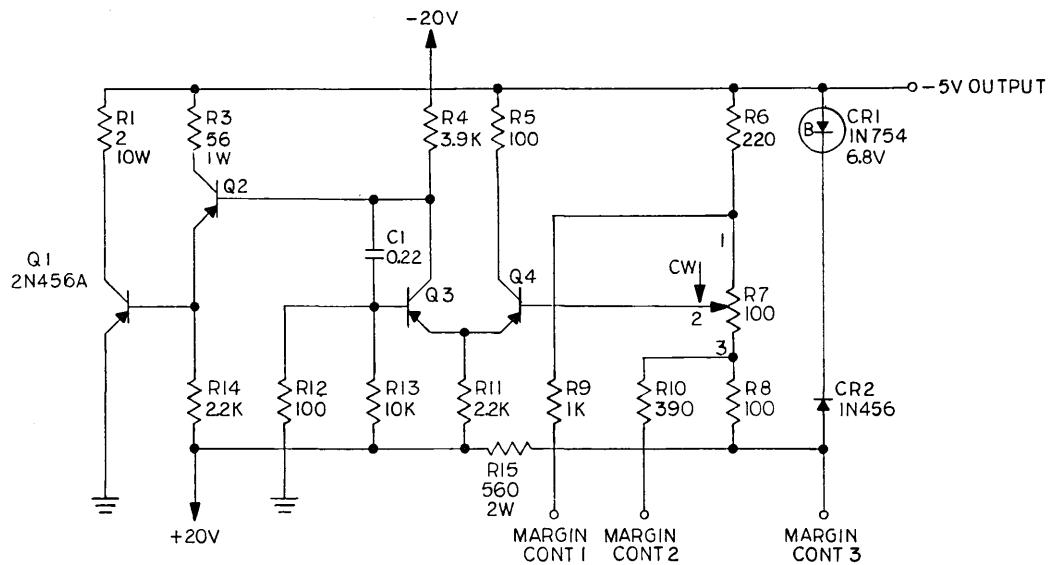 -20V
-5V OUTPUT
R1
2
10W
R3
56
1W
R4
3.9K
R5
100
R6
220
CR1
1N754
6.8V
B
Q2
C1
0.22
Q1
2N456A
Q3
Q4
CW
1
2
3
R7
100
R14
2.2K
R12
100
R13
10K
R11
2.2K
R9
1K
R10
390
R8
100
CR2
1N456
R15
560
2W
+20V
MARGIN
CONT 1
MARGIN
CONT 2
MARGIN
CONT 3